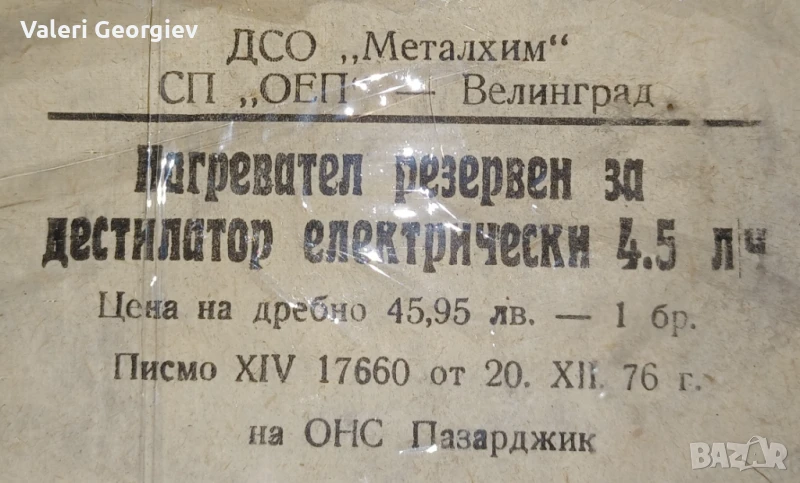 Valeri Georgiev
ДСО „Металхим“
СП „ОЕП“ — Велинград
Нагревател резервен за
дестилатор електрически 4.5 л/ч
Цена на дребно 45,95 лв. — 1 бр.
Писмо XIV 17660 от 20. XII. 76 г.
на ОНС Пазарджик
BAZAR